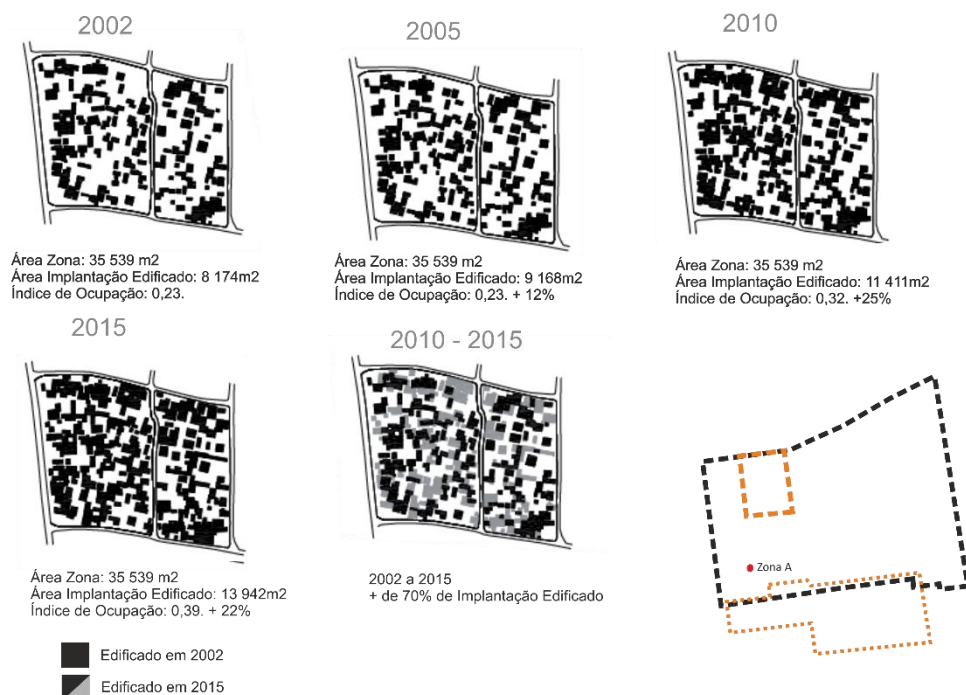 2002
2005
2010
Área Zona: 35 539 m2
Área Implantação Edificado: 8 174m2
Índice de Ocupação: 0,23.
Área Zona: 35 539 m2
Área Implantação Edificado: 9 168m2
Índice de Ocupação: 0,23. + 12%
Área Zona: 35 539 m2
Área Implantação Edificado: 11 411m2
Índice de Ocupação: 0,32. +25%
2015
2010 - 2015
Área Zona: 35 539 m2
Área Implantação Edificado: 13 942m2
Índice de Ocupação: 0,39. + 22%
2002 a 2015
+ de 70% de Implantação Edificado
Zona A
Edificado em 2002
Edificado em 2015